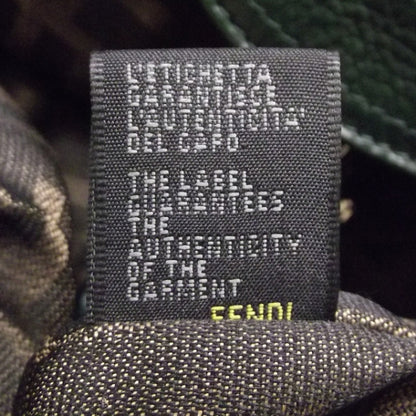 L'ETICHETTA
GARANTISCE
L'AUTENTICITA'
DEL CAPO
THE LABEL
GUARANTEES
THE
AUTHENTICITY
OF THE
GARMENT
FENDI